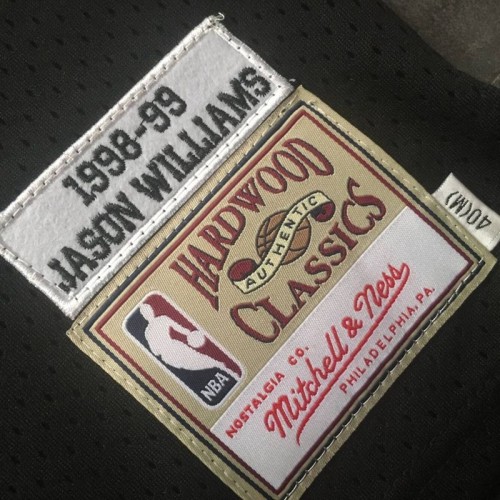 1998-99
JASON WILLIAMS
HARDWOOD
AUTHENTIC
CLASSICS
NBA
NOSTALGIA CO.
Mitchell & Ness
PHILADELPHIA, PA.
40(M)